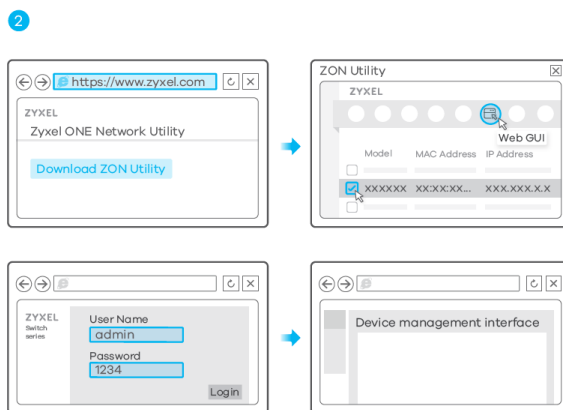 2
https://www.zyxel.com
ZYXEL
Zyxel ONE Network Utility
Download ZON Utility
ZON Utility
ZYXEL
Web GUI
Model MAC Address IP Address
xxxxxx xx:xx:xx... xxx.xxx.x.x
ZYXEL
Switch
series
User Name
admin
Password
1234
Login
Device management interface